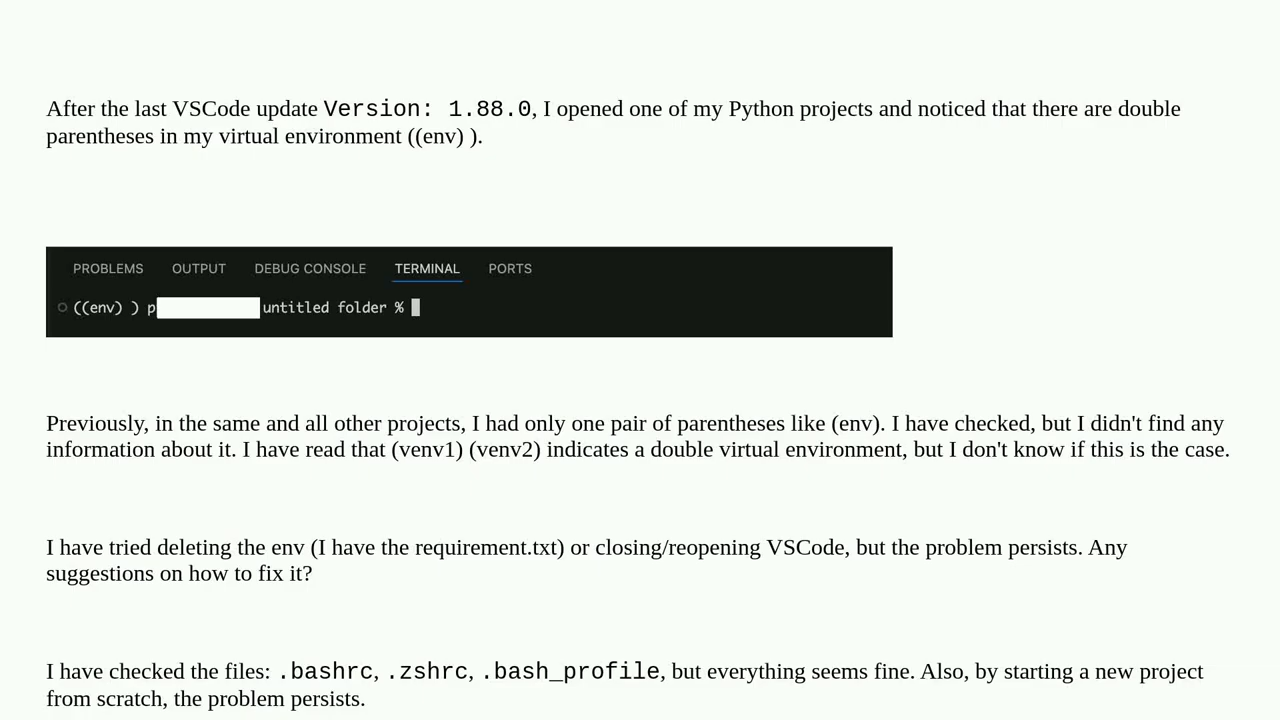 After the last VSCode update Version: 1.88.0, I opened one of my Python projects and noticed that there are double
parentheses in my virtual environment ((env) ).
PROBLEMS OUTPUT DEBUG CONSOLE TERMINAL PORTS
((env) ) p untitled folder %
Previously, in the same and all other projects, I had only one pair of parentheses like (env). I have checked, but I didn't find any
information about it. I have read that (venv1) (venv2) indicates a double virtual environment, but I don't know if this is the case.
I have tried deleting the env (I have the requirement.txt) or closing/reopening VSCode, but the problem persists. Any
suggestions on how to fix it?
I have checked the files: .bashrc, .zshrc, .bash_profile, but everything seems fine. Also, by starting a new project
from scratch, the problem persists.